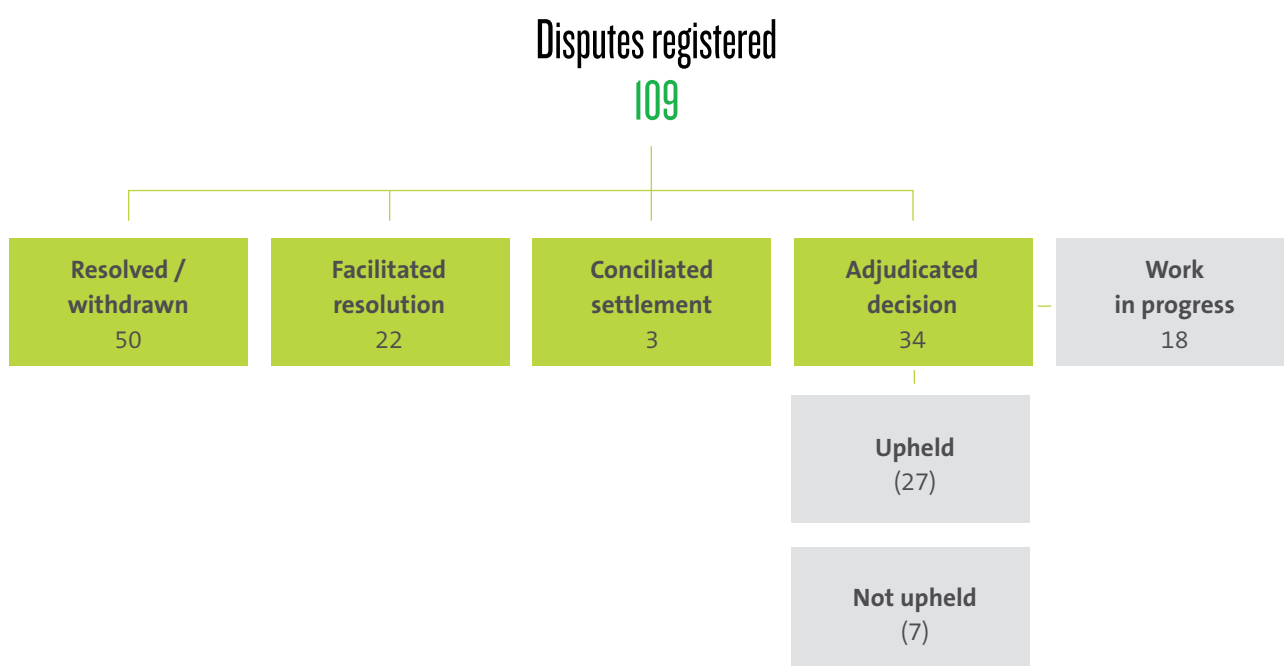 Disputes registered
109
Resolved /
withdrawn
50
Facilitated
resolution
22
Conciliated
settlement
3
Adjudicated
decision
34
Work
in progress
18
Upheld
(27)
Not upheld
(7)